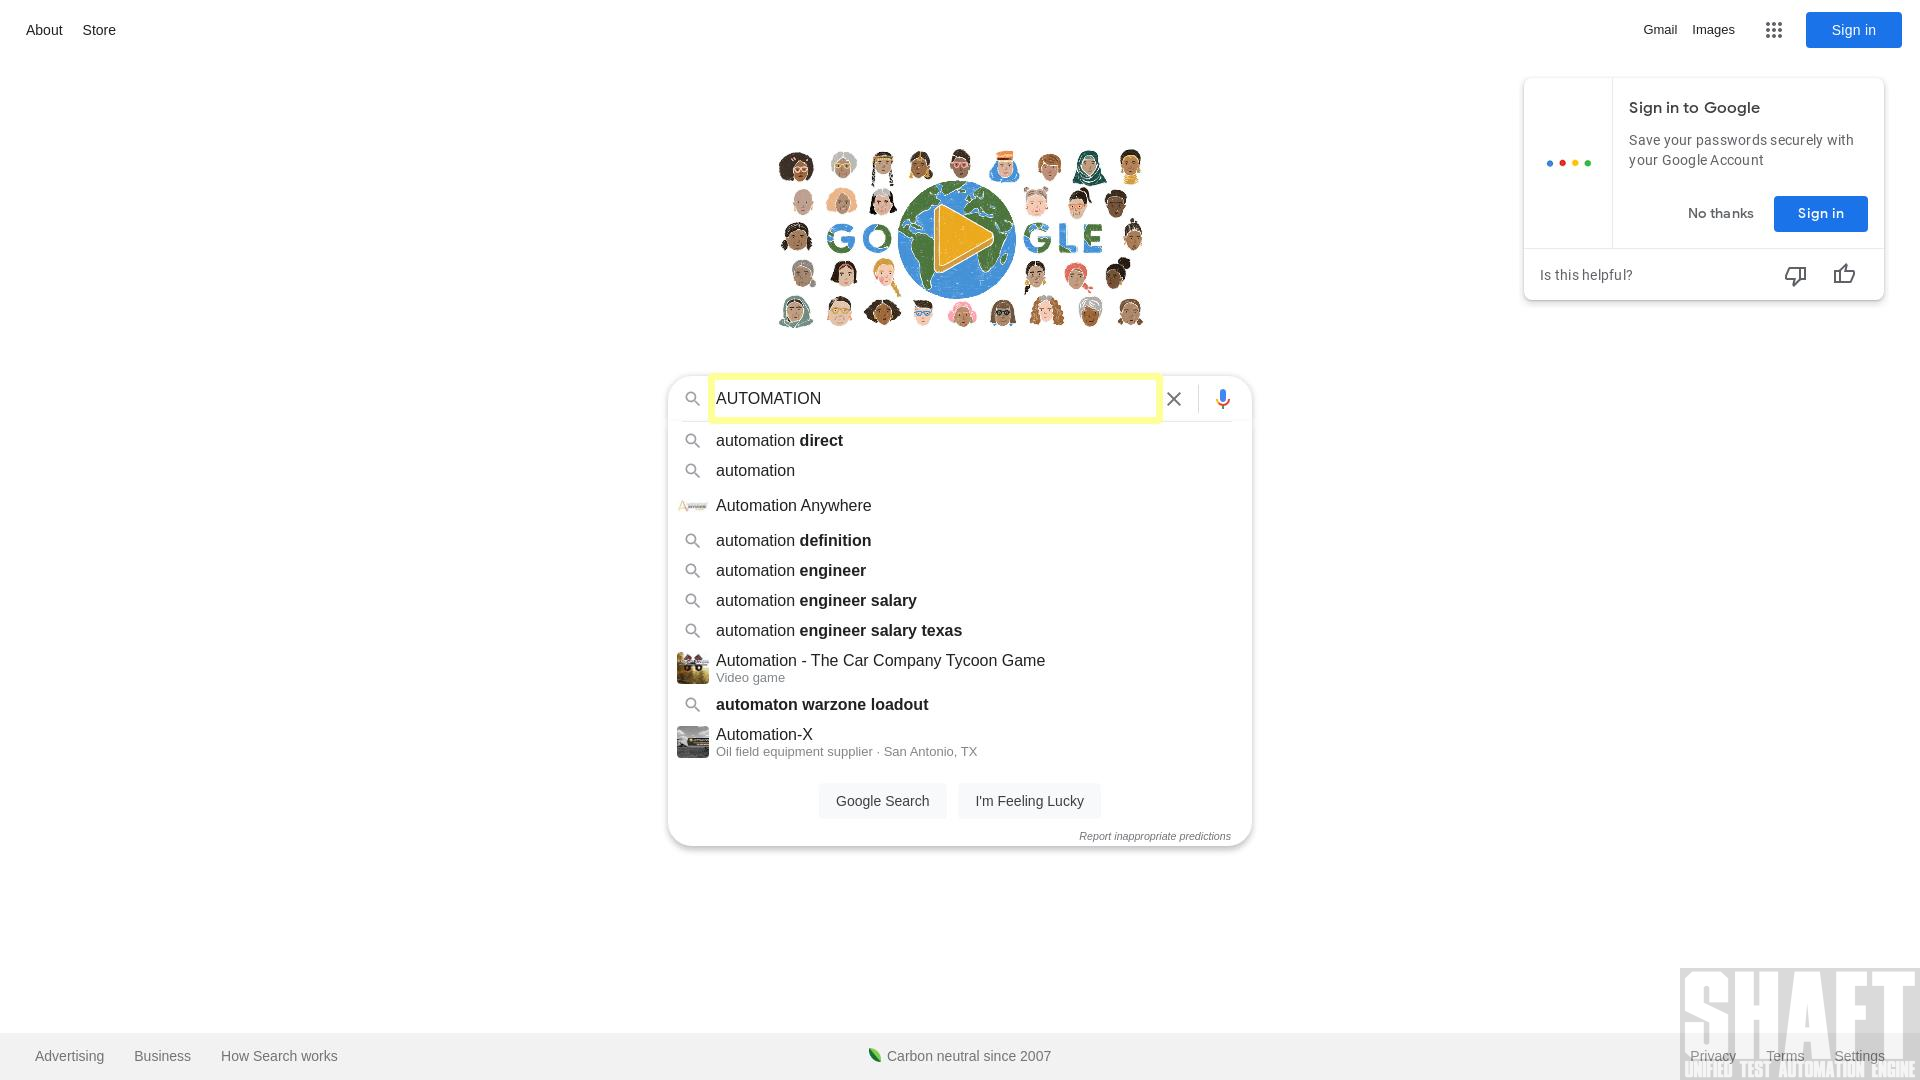 About Store
Gmail Images Sign in
Sign in to Google
Save your passwords securely with
your Google Account
No thanks Sign in
Is this helpful?
GO GLE
AUTOMATION
automation direct
automation
Automation Anywhere
automation definition
automation engineer
automation engineer salary
automation engineer salary texas
Automation - The Car Company Tycoon Game
Video game
automaton warzone loadout
Automation-X
Oil field equipment supplier · San Antonio, TX
Google Search I'm Feeling Lucky
Report inappropriate predictions
SHAFT
UNIFIED TEST AUTOMATION ENGINE
Advertising Business How Search works Carbon neutral since 2007 Privacy Terms Settings